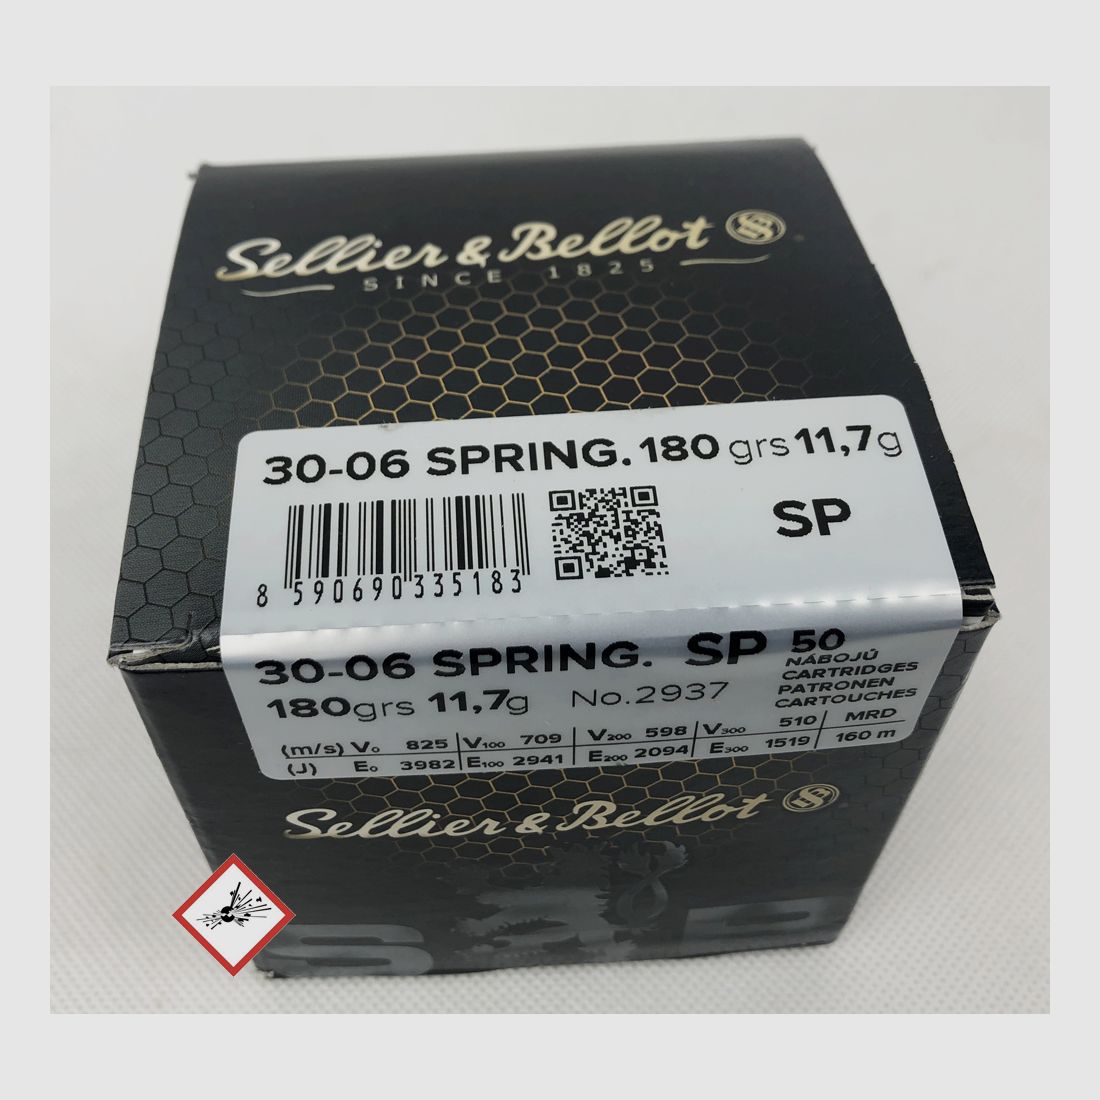 Sellier & Bellot S&B
SINCE 1825
30-06 SPRING. 180 grs 11,7g
SP
8 590690 335183
30-06 SPRING. SP 50
NÁBOJŮ
CARTRIDGES
PATRONEN
CARTOUCHES
180grs 11,7g No.2937
(m/s) V₀ 825 V₁₀₀ 709 V₂₀₀ 598 V₃₀₀ 510 MRD
(J) E₀ 3982 E₁₀₀ 2941 E₂₀₀ 2094 E₃₀₀ 1519 160 m
Sellier & Bellot S&B
S&B